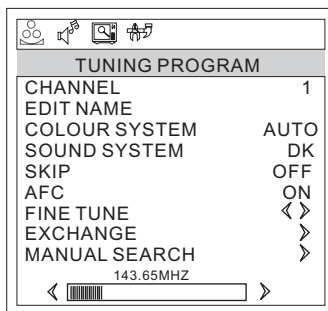 TUNING PROGRAM
CHANNEL 1
EDIT NAME
COLOUR SYSTEM AUTO
SOUND SYSTEM DK
SKIP OFF
AFC ON
FINE TUNE
EXCHANGE
MANUAL SEARCH
143.65MHZ